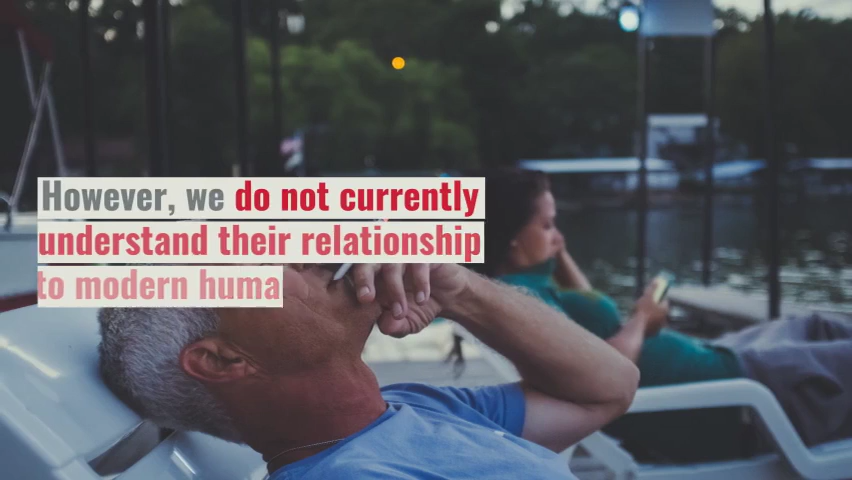 However, we do not currently
understand their relationship
to modern huma